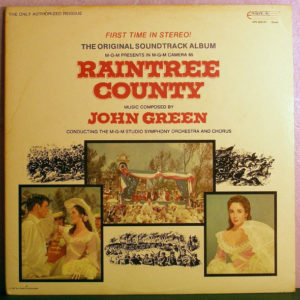 THE ONLY AUTHORIZED REISSUE
FIRST TIME IN STEREO!
THE ORIGINAL SOUNDTRACK ALBUM
M-G-M PRESENTS IN M-G-M CAMERA 65
RAINTREE
COUNTY
MUSIC COMPOSED BY
JOHN GREEN
CONDUCTING THE M-G-M STUDIO SYMPHONY ORCHESTRA AND CHORUS